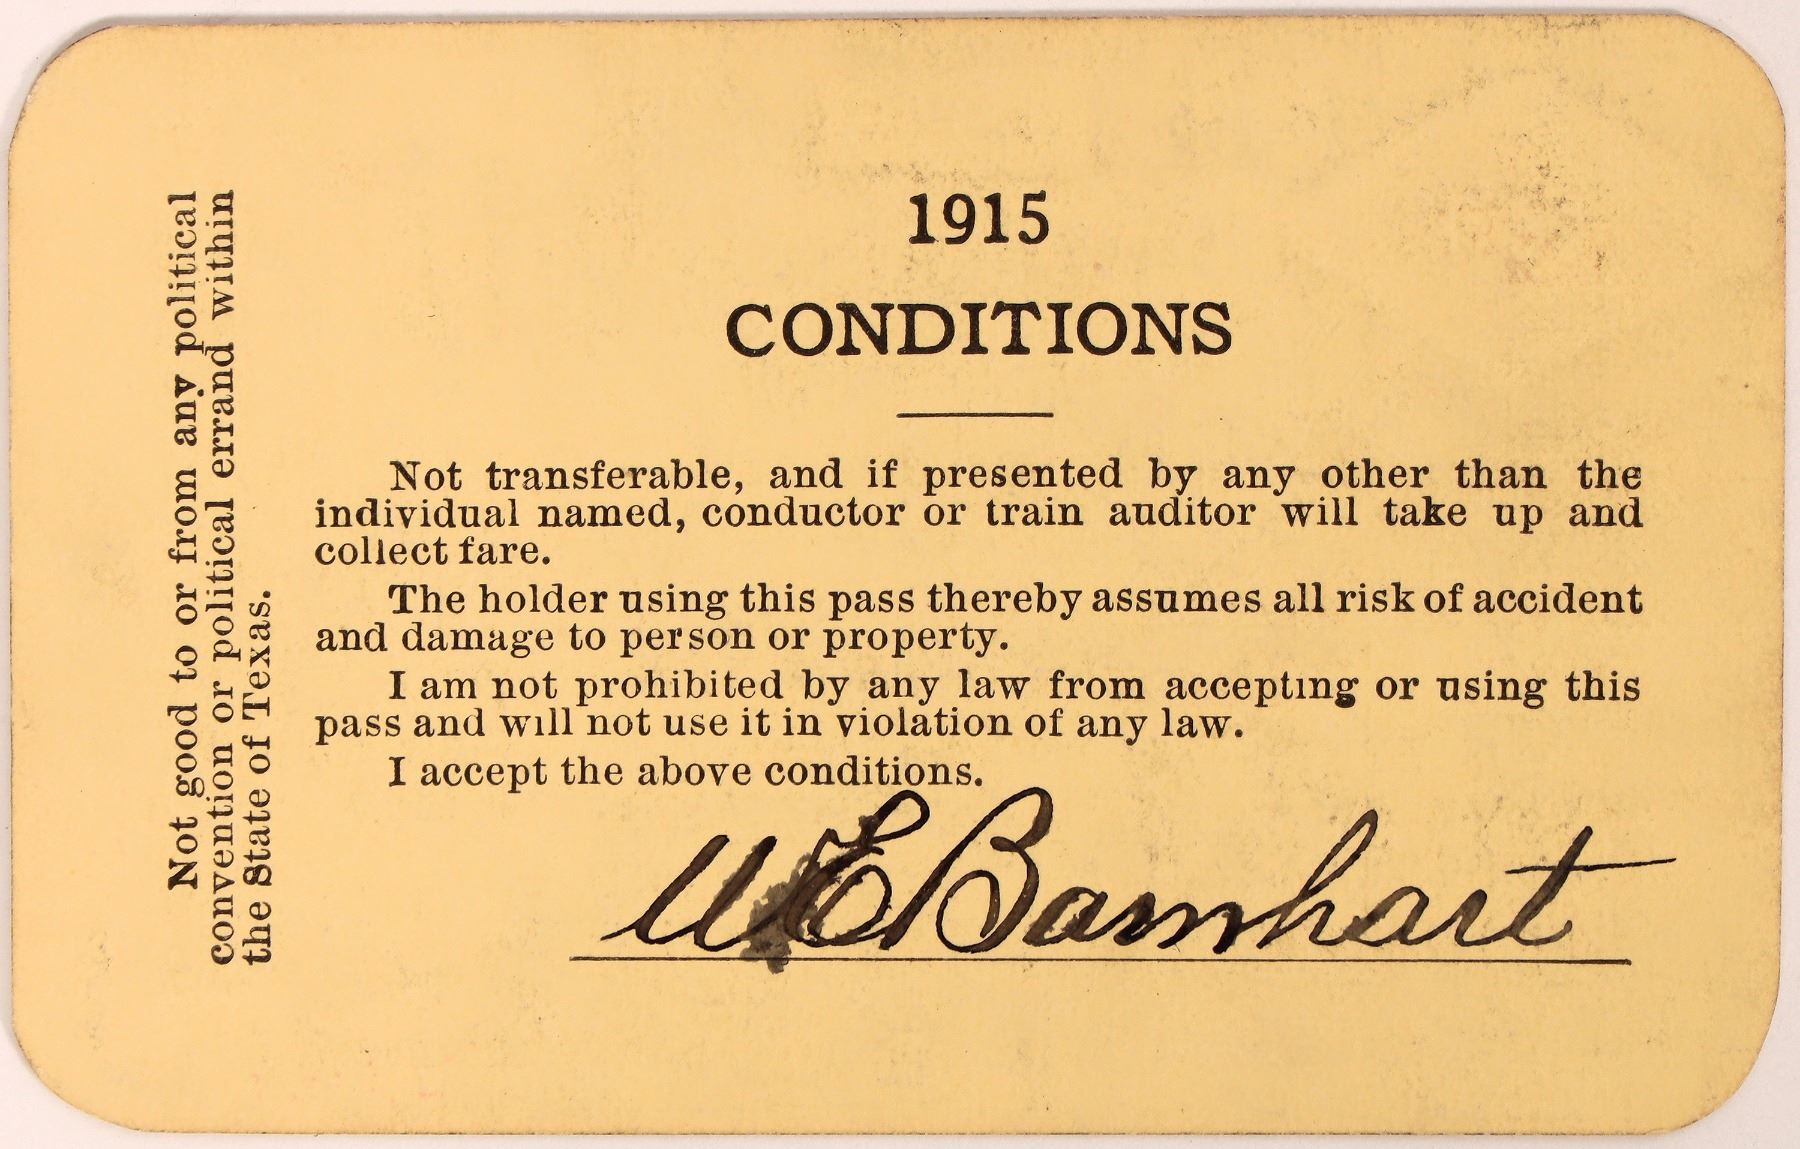 1915
CONDITIONS
Not transferable, and if presented by any other than the
individual named, conductor or train auditor will take up and
collect fare.
The holder using this pass thereby assumes all risk of accident
and damage to person or property.
I am not prohibited by any law from accepting or using this
pass and will not use it in violation of any law.
I accept the above conditions.
W E Barnhart
Not good to or from any political
convention or political errand within
the State of Texas.